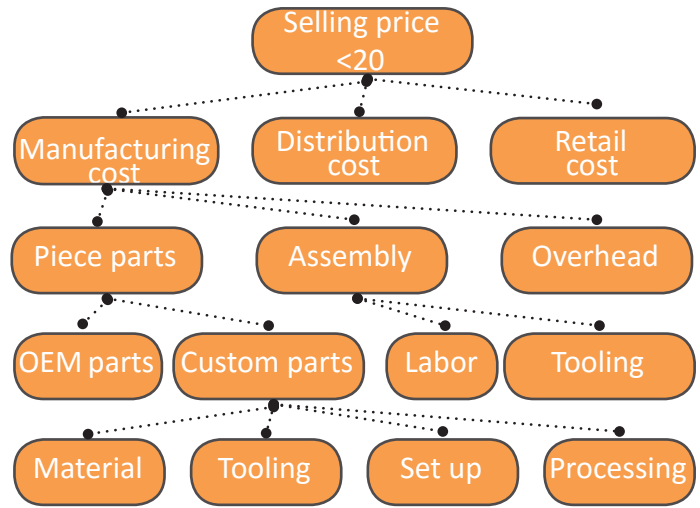 Selling price
<20
Manufacturing
cost
Distribution
cost
Retail
cost
Piece parts
Assembly
Overhead
OEM parts
Custom parts
Labor
Tooling
Material
Tooling
Set up
Processing